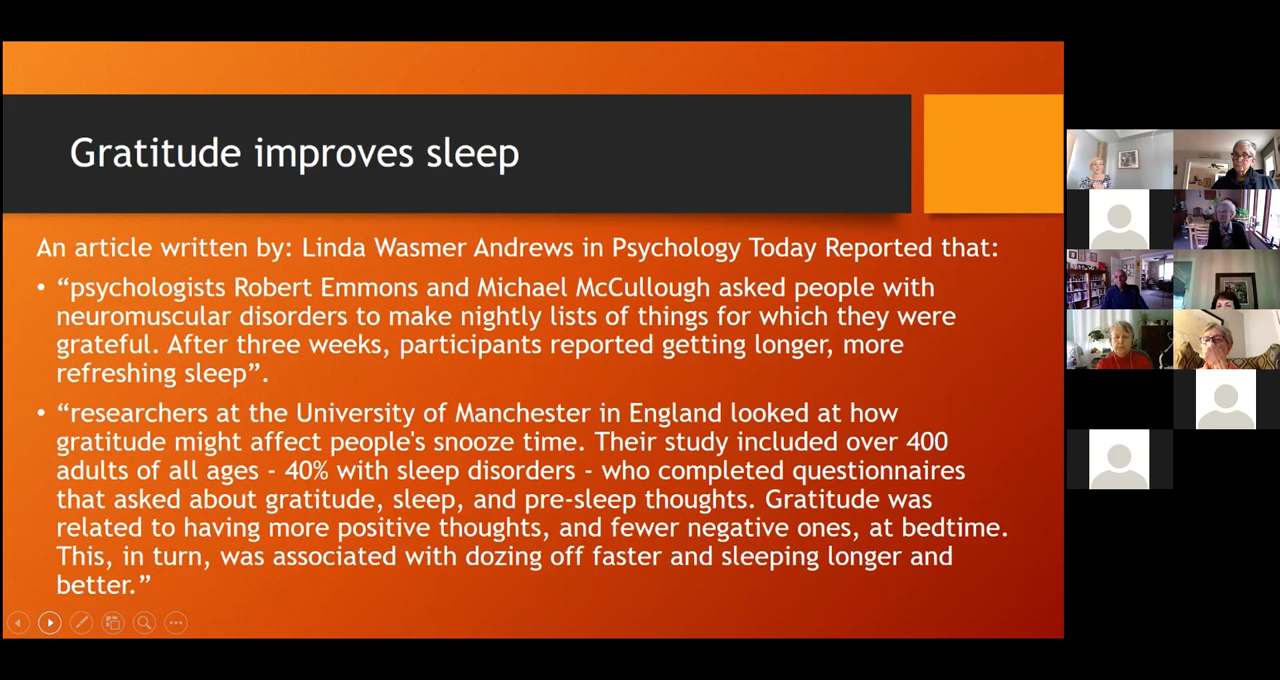 Gratitude improves sleep
An article written by: Linda Wasmer Andrews in Psychology Today Reported that:
• “psychologists Robert Emmons and Michael McCullough asked people with
neuromuscular disorders to make nightly lists of things for which they were
grateful. After three weeks, participants reported getting longer, more
refreshing sleep”.
• “researchers at the University of Manchester in England looked at how
gratitude might affect people's snooze time. Their study included over 400
adults of all ages - 40% with sleep disorders - who completed questionnaires
that asked about gratitude, sleep, and pre-sleep thoughts. Gratitude was
related to having more positive thoughts, and fewer negative ones, at bedtime.
This, in turn, was associated with dozing off faster and sleeping longer and
better.”